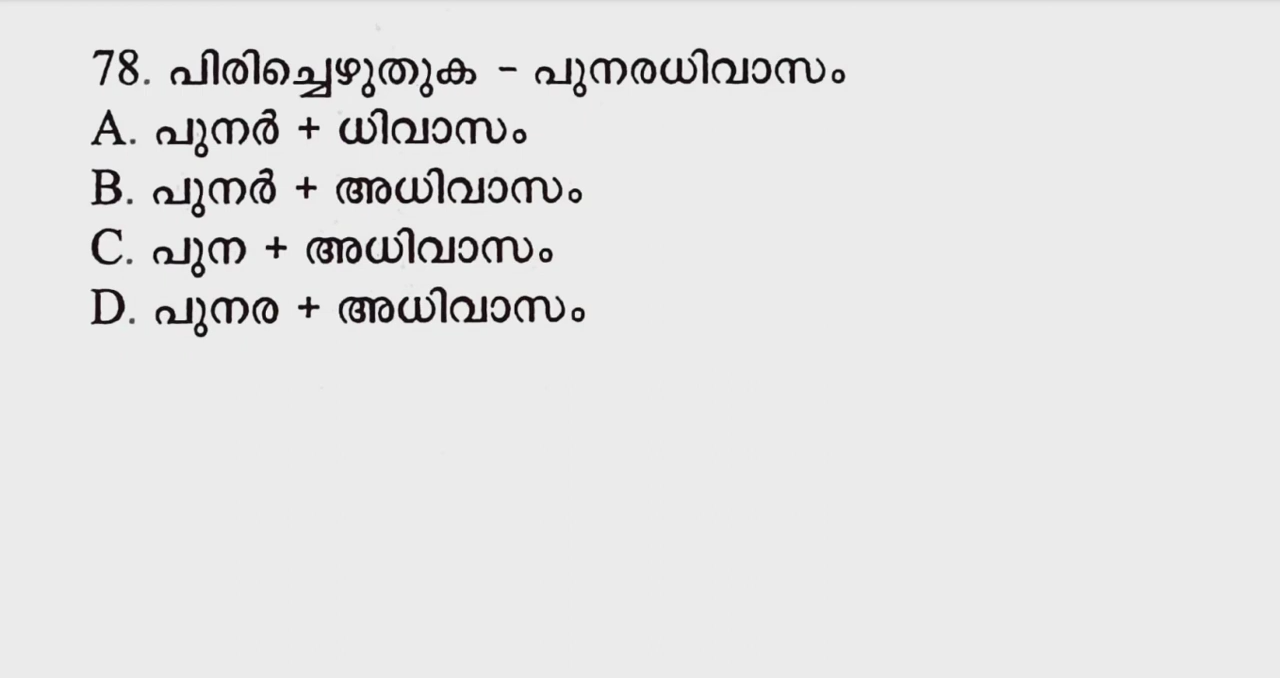 78. പിരിച്ചെഴുതുക - പുനരധിവാസം
A. പുനർ + ധിവാസം
B. പുനർ + അധിവാസം
C. പുന + അധിവാസം
D. പുനര + അധിവാസം